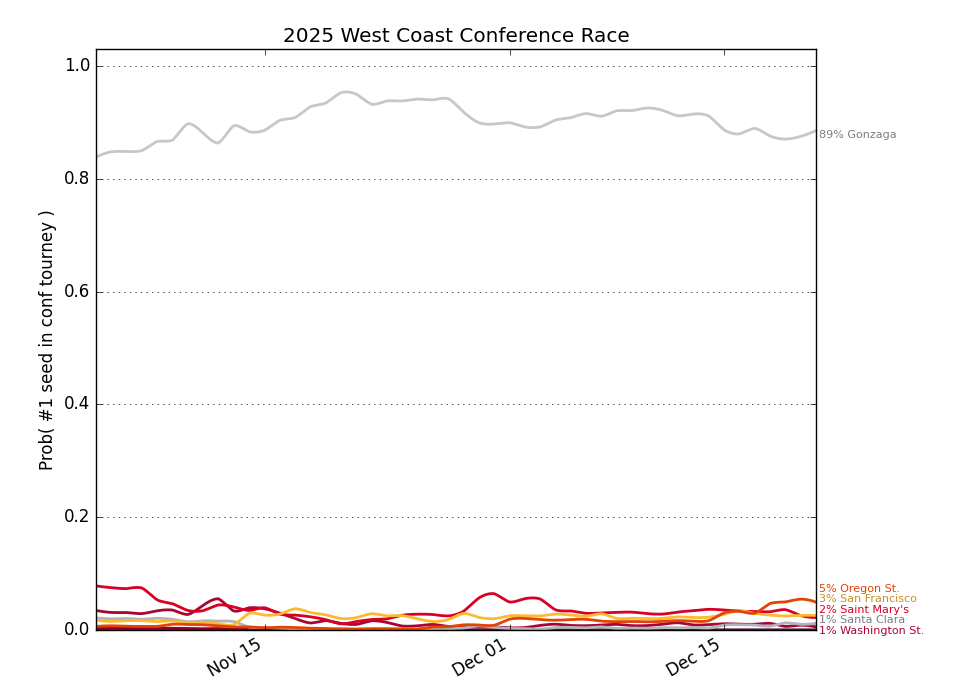 2025 West Coast Conference Race
Prob( #1 seed in conf tourney )
1.0
0.8
0.6
0.4
0.2
0.0
Nov 15
Dec 01
Dec 15
89% Gonzaga
5% Oregon St.
3% San Francisco
2% Saint Mary's
1% Santa Clara
1% Washington St.